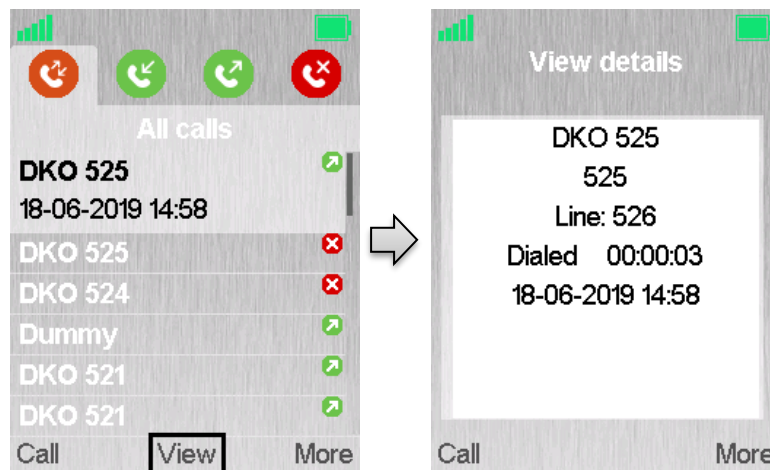 All calls
DKO 525
18-06-2019 14:58
DKO 525
DKO 524
Dummy
DKO 521
DKO 521
Call View More
View details
DKO 525
525
Line: 526
Dialed 00:00:03
18-06-2019 14:58
Call More